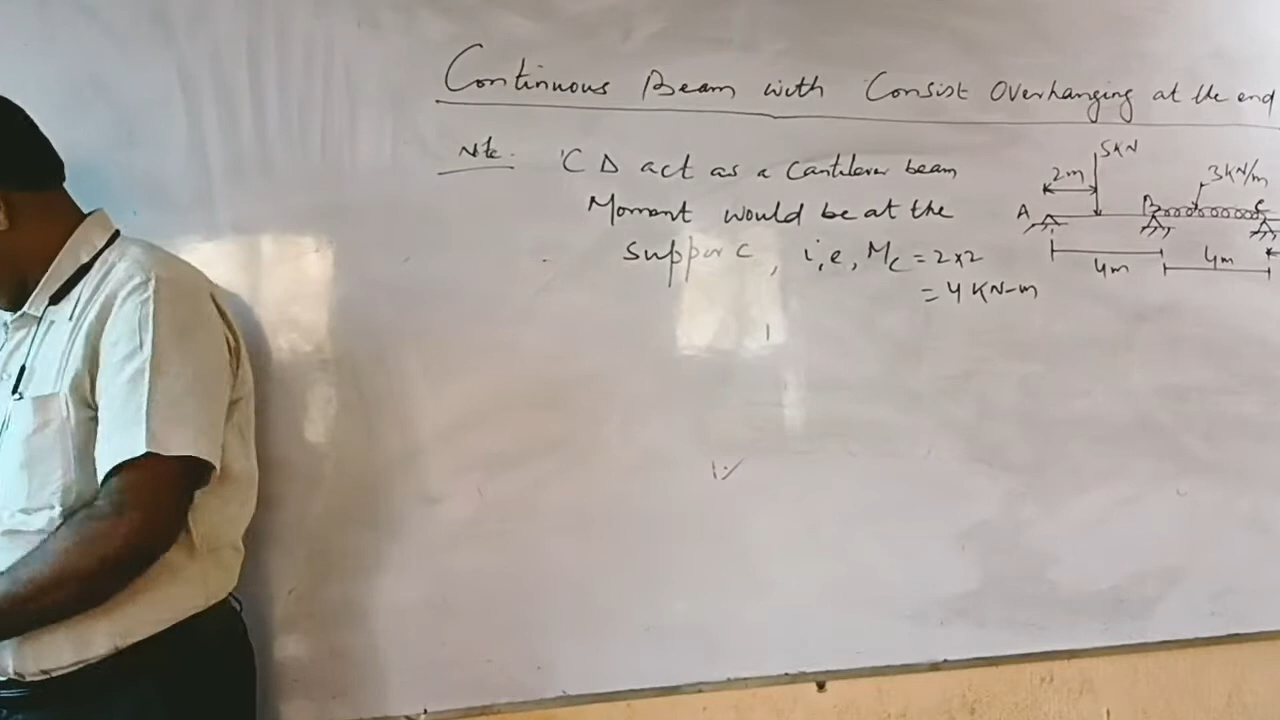 Continuous Beam with Consist Overhanging at the end
Note. CD act as a Cantilever beam
Moment would be at the
suppor C, i,e, Mc = 2x2
= 4 KN-m
5KN
2m
3KN/m
A B C
4m 4m